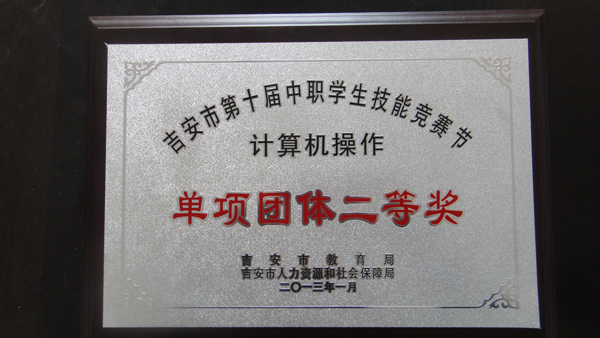 吉安市第十届中职学生技能竞赛节
计算机操作
单项团体二等奖
吉安市教育局
吉安市人力资源和社会保障局
二〇一三年一月